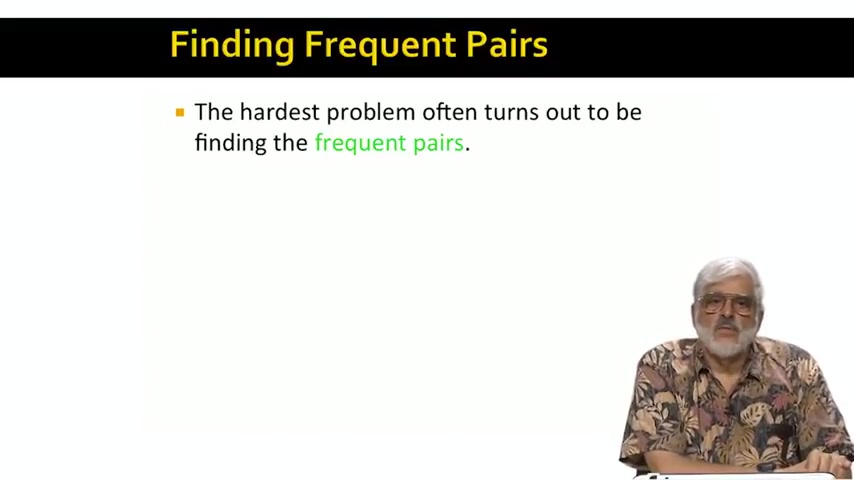 Finding Frequent Pairs
The hardest problem often turns out to be
finding the frequent pairs.